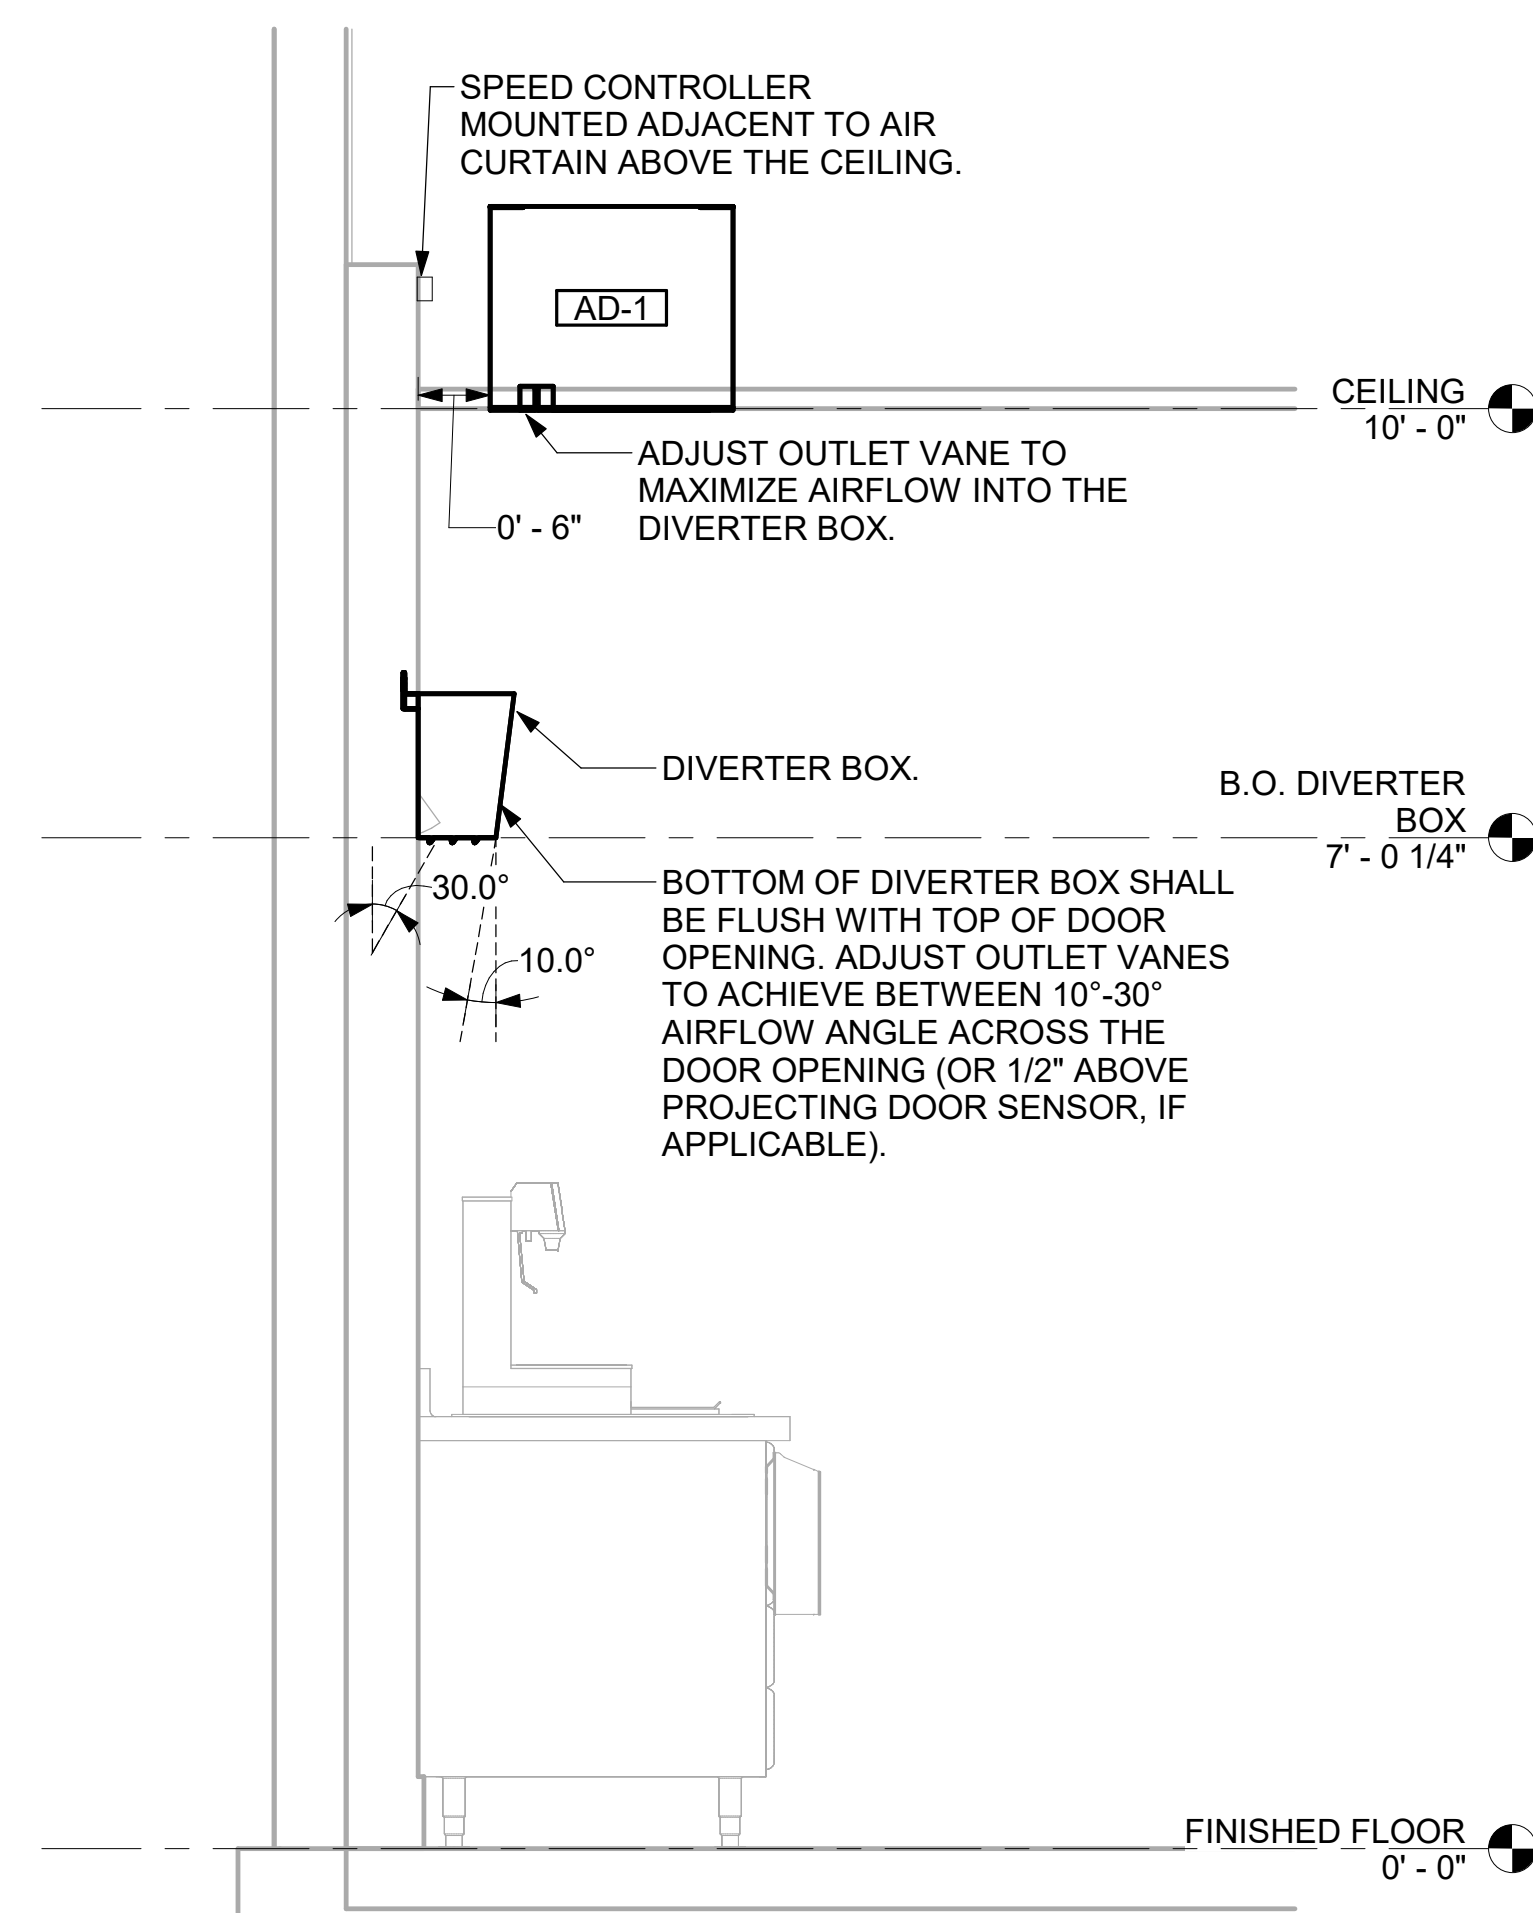 SPEED CONTROLLER
MOUNTED ADJACENT TO AIR
CURTAIN ABOVE THE CEILING.
AD-1
CEILING
10' - 0"
ADJUST OUTLET VANE TO
MAXIMIZE AIRFLOW INTO THE
DIVERTER BOX.
0' - 6"
DIVERTER BOX.
B.O. DIVERTER
BOX
7' - 0 1/4"
30.0°
10.0°
BOTTOM OF DIVERTER BOX SHALL
BE FLUSH WITH TOP OF DOOR
OPENING. ADJUST OUTLET VANES
TO ACHIEVE BETWEEN 10°-30°
AIRFLOW ANGLE ACROSS THE
DOOR OPENING (OR 1/2" ABOVE
PROJECTING DOOR SENSOR, IF
APPLICABLE).
FINISHED FLOOR
0' - 0"